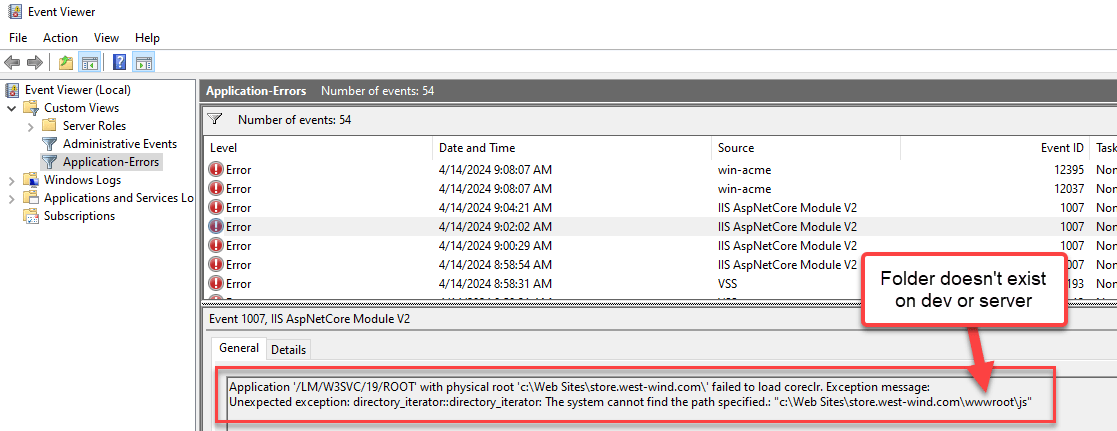 Event Viewer
File Action View Help
Event Viewer (Local)
Custom Views
Server Roles
Administrative Events
Application-Errors
Windows Logs
Applications and Services Lo
Subscriptions
Application-Errors Number of events: 54
Number of events: 54
Level Date and Time Source Event ID Task
Error 4/14/2024 9:08:07 AM win-acme 12395 Non
Error 4/14/2024 9:08:07 AM win-acme 12037 Non
Error 4/14/2024 9:04:21 AM IIS AspNetCore Module V2 1007 Non
Error 4/14/2024 9:02:02 AM IIS AspNetCore Module V2 1007 Non
Error 4/14/2024 9:00:29 AM IIS AspNetCore Module V2 1007 Non
Error 4/14/2024 8:58:54 AM IIS AspNetCore Module V2 007 Non
Error 4/14/2024 8:58:31 AM VSS 193 Non
Folder doesn't exist
on dev or server
Event 1007, IIS AspNetCore Module V2
General Details
Application '/LM/W3SVC/19/ROOT' with physical root 'c:\Web Sites\store.west-wind.com\' failed to load coreclr. Exception message:
Unexpected exception: directory_iterator::directory_iterator: The system cannot find the path specified.: "c:\Web Sites\store.west-wind.com\wwwroot\js"